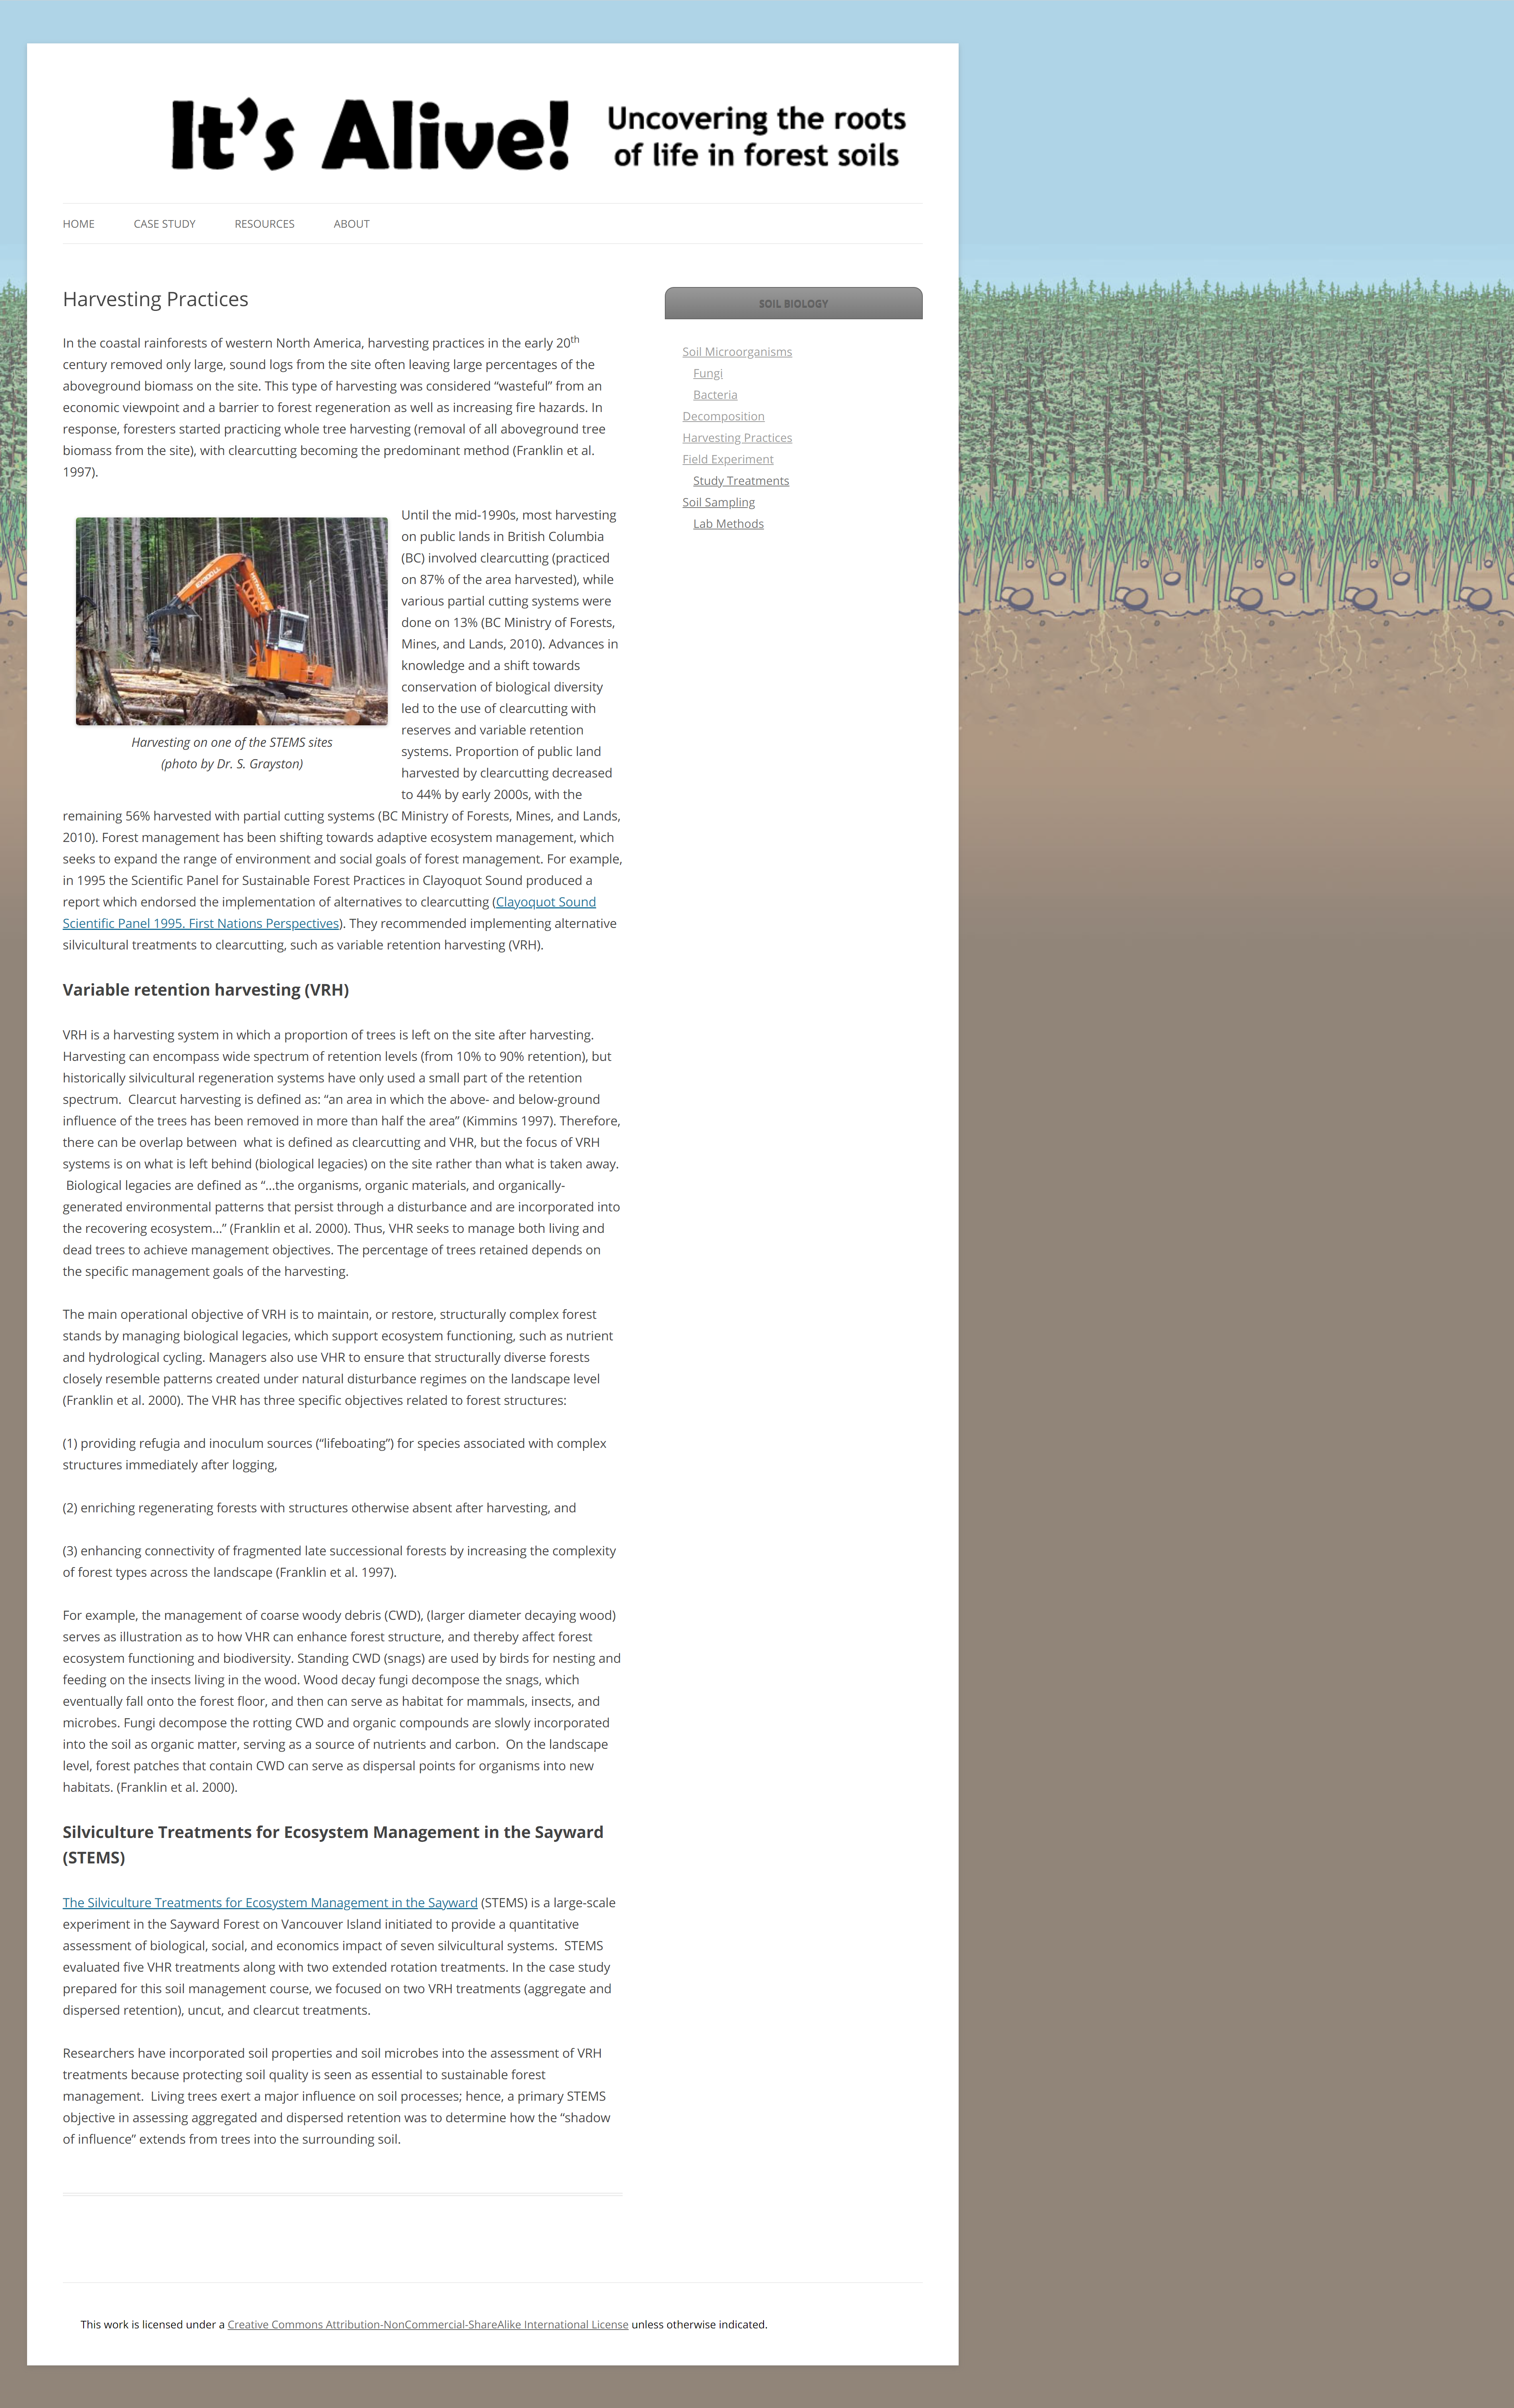 It's Alive!
Uncovering the roots
of life in forest soils
HOME
CASE STUDY
RESOURCES
ABOUT
Harvesting Practices
In the coastal rainforests of western North America, harvesting practices in the early 20th
century removed only large, sound logs from the site often leaving large percentages of the
aboveground biomass on the site. This type of harvesting was considered “wasteful” from an
economic viewpoint and a barrier to forest regeneration as well as increasing fire hazards. In
response, foresters started practicing whole tree harvesting (removal of all aboveground tree
biomass from the site), with clearcutting becoming the predominant method (Franklin et al.
1997).
Harvesting on one of the STEMS sites
(photo by Dr. S. Grayston)
Until the mid-1990s, most harvesting
on public lands in British Columbia
(BC) involved clearcutting (practiced
on 87% of the area harvested), while
various partial cutting systems were
done on 13% (BC Ministry of Forests,
Mines, and Lands, 2010). Advances in
knowledge and a shift towards
conservation of biological diversity
led to the use of clearcutting with
reserves and variable retention
systems. Proportion of public land
harvested by clearcutting decreased
to 44% by early 2000s, with the
remaining 56% harvested with partial cutting systems (BC Ministry of Forests, Mines, and Lands,
2010). Forest management has been shifting towards adaptive ecosystem management, which
seeks to expand the range of environment and social goals of forest management. For example,
in 1995 the Scientific Panel for Sustainable Forest Practices in Clayoquot Sound produced a
report which endorsed the implementation of alternatives to clearcutting (Clayoquot Sound
Scientific Panel 1995. First Nations Perspectives). They recommended implementing alternative
silvicultural treatments to clearcutting, such as variable retention harvesting (VRH).
Variable retention harvesting (VRH)
VRH is a harvesting system in which a proportion of trees is left on the site after harvesting.
Harvesting can encompass wide spectrum of retention levels (from 10% to 90% retention), but
historically silvicultural regeneration systems have only used a small part of the retention
spectrum.  Clearcut harvesting is defined as: “an area in which the above- and below-ground
influence of the trees has been removed in more than half the area” (Kimmins 1997). Therefore,
there can be overlap between  what is defined as clearcutting and VHR, but the focus of VRH
systems is on what is left behind (biological legacies) on the site rather than what is taken away.
Biological legacies are defined as “…the organisms, organic materials, and organically-
generated environmental patterns that persist through a disturbance and are incorporated into
the recovering ecosystem…” (Franklin et al. 2000). Thus, VHR seeks to manage both living and
dead trees to achieve management objectives. The percentage of trees retained depends on
the specific management goals of the harvesting.
The main operational objective of VRH is to maintain, or restore, structurally complex forest
stands by managing biological legacies, which support ecosystem functioning, such as nutrient
and hydrological cycling. Managers also use VHR to ensure that structurally diverse forests
closely resemble patterns created under natural disturbance regimes on the landscape level
(Franklin et al. 2000). The VHR has three specific objectives related to forest structures:
(1) providing refugia and inoculum sources (“lifeboating”) for species associated with complex
structures immediately after logging,
(2) enriching regenerating forests with structures otherwise absent after harvesting, and
(3) enhancing connectivity of fragmented late successional forests by increasing the complexity
of forest types across the landscape (Franklin et al. 1997).
For example, the management of coarse woody debris (CWD), (larger diameter decaying wood)
serves as illustration as to how VHR can enhance forest structure, and thereby affect forest
ecosystem functioning and biodiversity. Standing CWD (snags) are used by birds for nesting and
feeding on the insects living in the wood. Wood decay fungi decompose the snags, which
eventually fall onto the forest floor, and then can serve as habitat for mammals, insects, and
microbes. Fungi decompose the rotting CWD and organic compounds are slowly incorporated
into the soil as organic matter, serving as a source of nutrients and carbon.  On the landscape
level, forest patches that contain CWD can serve as dispersal points for organisms into new
habitats. (Franklin et al. 2000).
Silviculture Treatments for Ecosystem Management in the Sayward
(STEMS)
The Silviculture Treatments for Ecosystem Management in the Sayward (STEMS) is a large-scale
experiment in the Sayward Forest on Vancouver Island initiated to provide a quantitative
assessment of biological, social, and economics impact of seven silvicultural systems.  STEMS
evaluated five VHR treatments along with two extended rotation treatments. In the case study
prepared for this soil management course, we focused on two VRH treatments (aggregate and
dispersed retention), uncut, and clearcut treatments.
Researchers have incorporated soil properties and soil microbes into the assessment of VRH
treatments because protecting soil quality is seen as essential to sustainable forest
management.  Living trees exert a major influence on soil processes; hence, a primary STEMS
objective in assessing aggregated and dispersed retention was to determine how the “shadow
of influence” extends from trees into the surrounding soil.
SOIL BIOLOGY
Soil Microorganisms
Fungi
Bacteria
Decomposition
Harvesting Practices
Field Experiment
Study Treatments
Soil Sampling
Lab Methods
This work is licensed under a Creative Commons Attribution-NonCommercial-ShareAlike International License unless otherwise indicated.